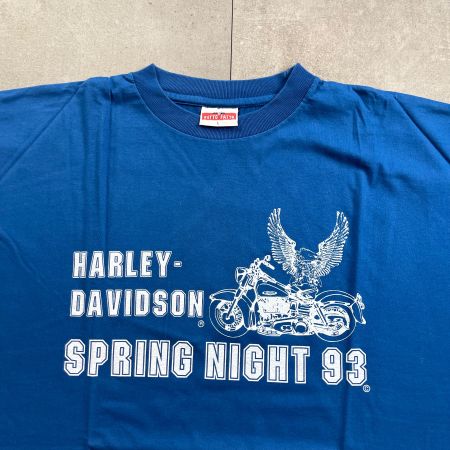 HARLEY-
DAVIDSON®
SPRING NIGHT 93
©